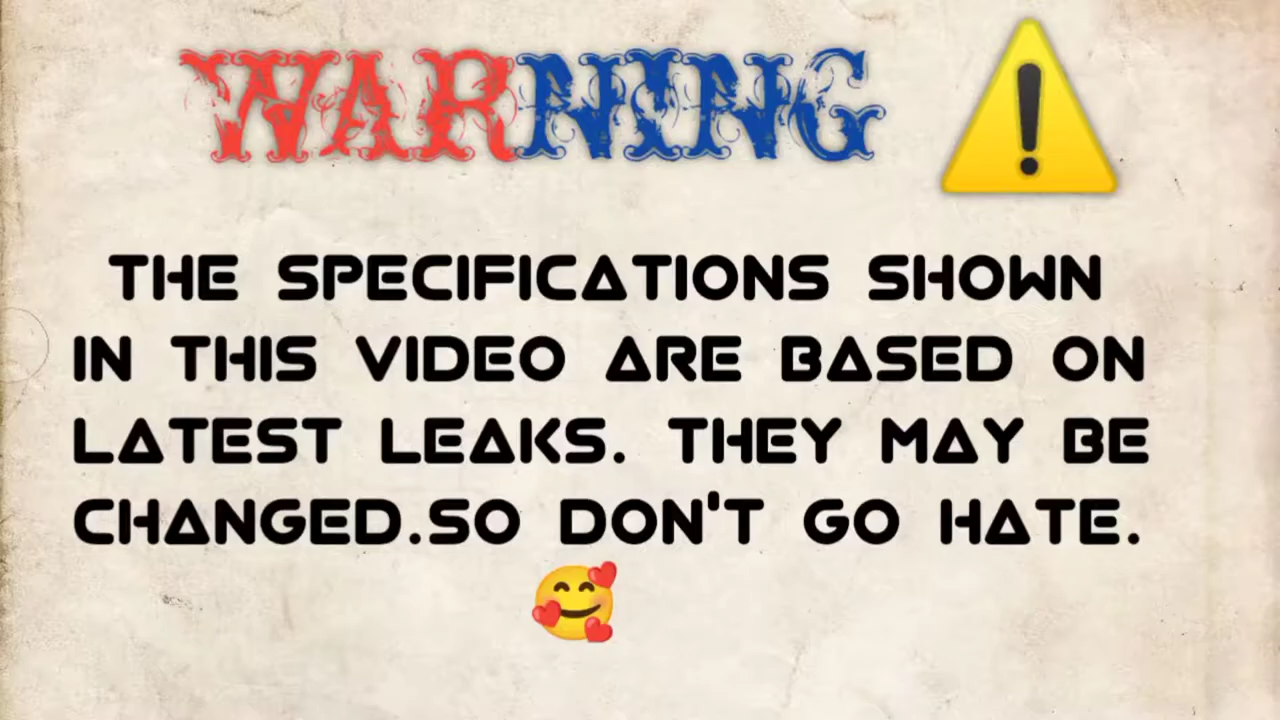 WARNING ⚠️
THE SPECIFICATIONS SHOWN
IN THIS VIDEO ARE BASED ON
LATEST LEAKS. THEY MAY BE
CHANGED.SO DON'T GO HATE.
🥰